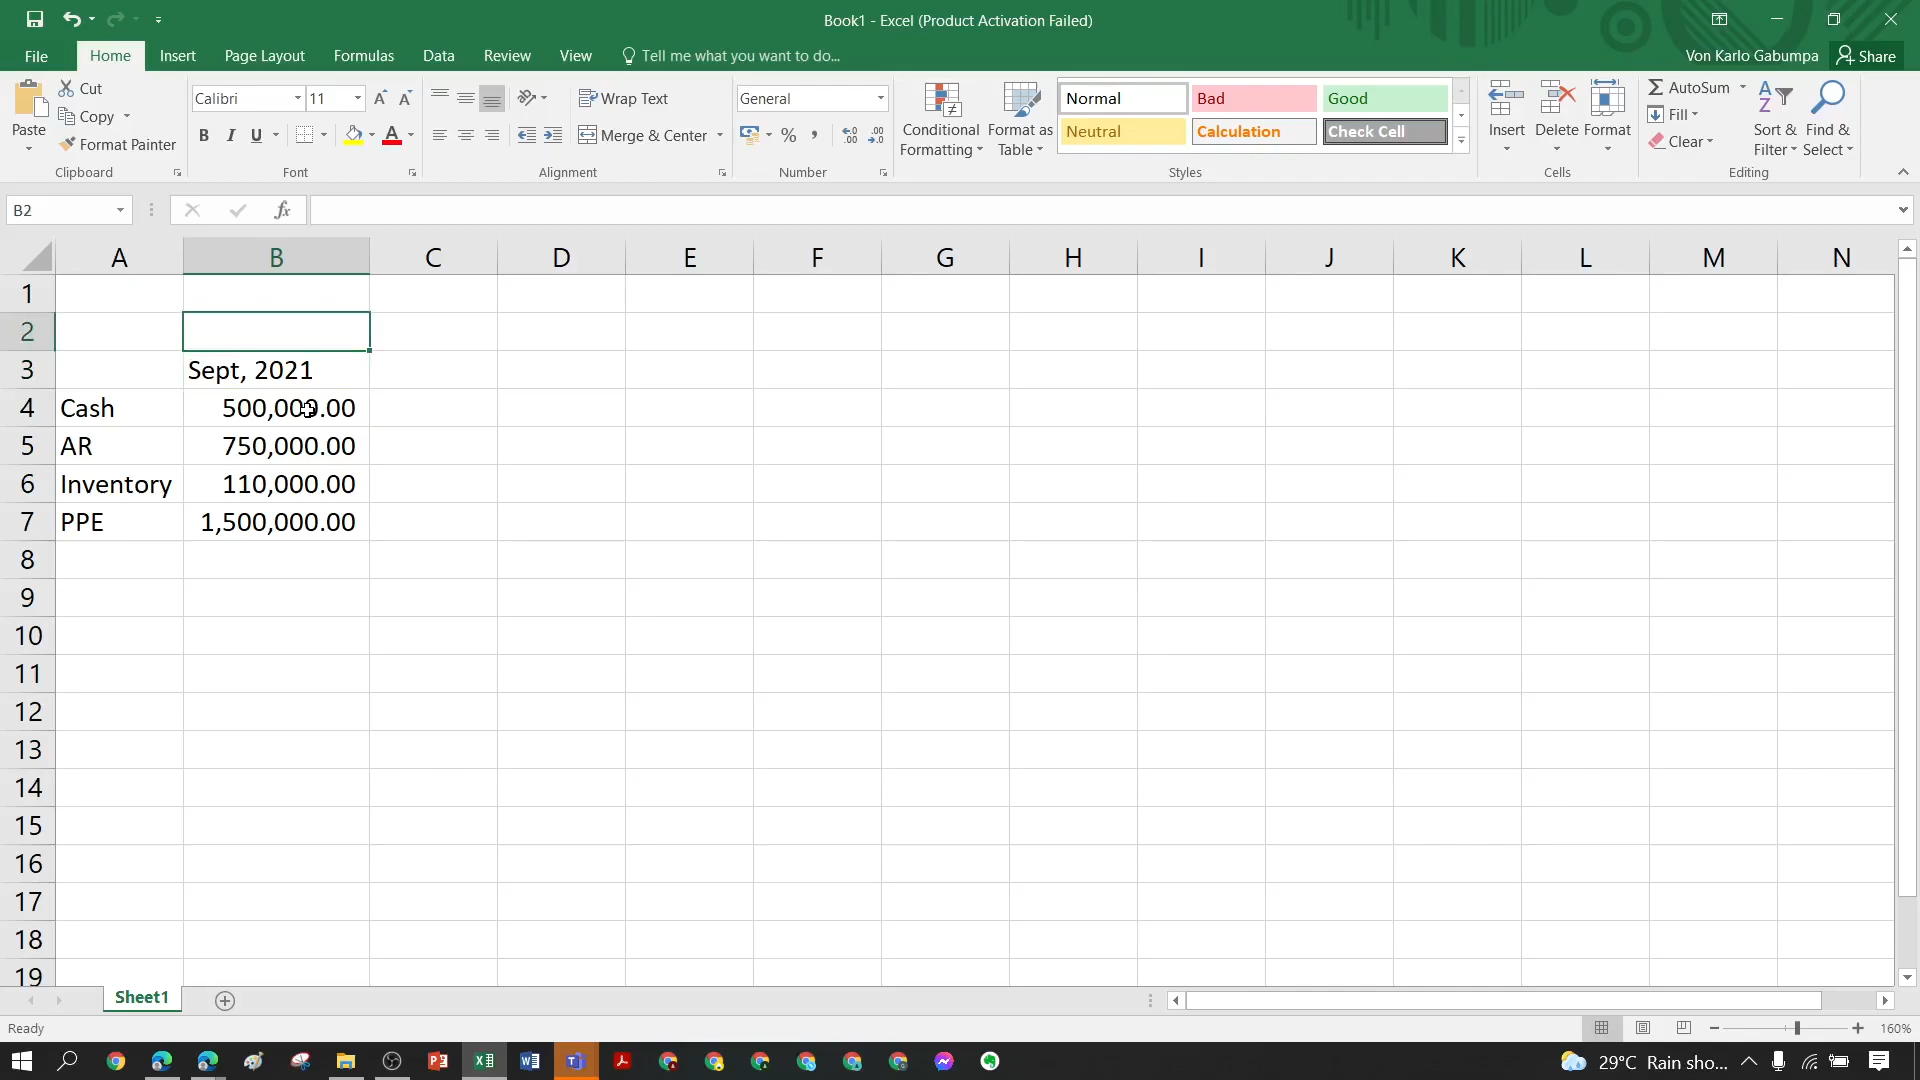 Book1 - Excel (Product Activation Failed)
File Home Insert Page Layout Formulas Data Review View Tell me what you want to do... Von Karlo Gabumpa Share
Paste
Cut
Copy
Format Painter
Clipboard
Calibri 11
B I U
Font
Wrap Text
Merge & Center
Alignment
General
% ,
Number
Conditional Formatting
Format as Table
Normal Bad Good
Neutral Calculation Check Cell
Styles
Insert Delete Format
Cells
AutoSum
Fill
Clear
Sort & Filter
Find & Select
Editing
B2 fx
A B C D E F G H I J K L M N
1
2
3 Sept, 2021
4 Cash 500,000.00
5 AR 750,000.00
6 Inventory 110,000.00
7 PPE 1,500,000.00
8
9
10
11
12
13
14
15
16
17
18
19
Sheet1
Ready 160%
29°C Rain sho...